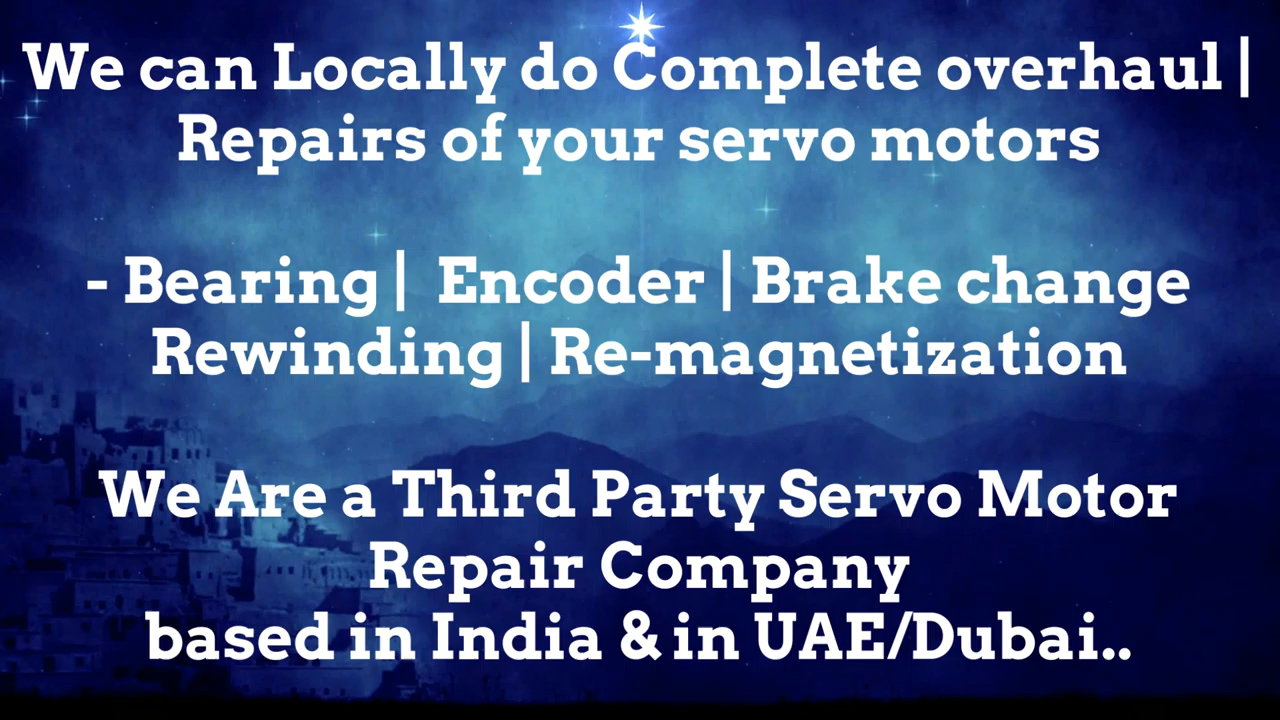 We can Locally do Complete overhaul |
Repairs of your servo motors
- Bearing | Encoder | Brake change
Rewinding | Re-magnetization
We Are a Third Party Servo Motor
Repair Company
based in India & in UAE/Dubai..